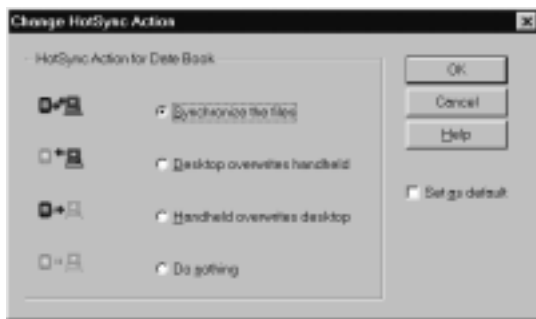 Change HotSync Action
HotSync Action for Date Book
Synchronize the files
Desktop overwrites handheld
Handheld overwrites desktop
Do nothing
OK
Cancel
Help
Set as default